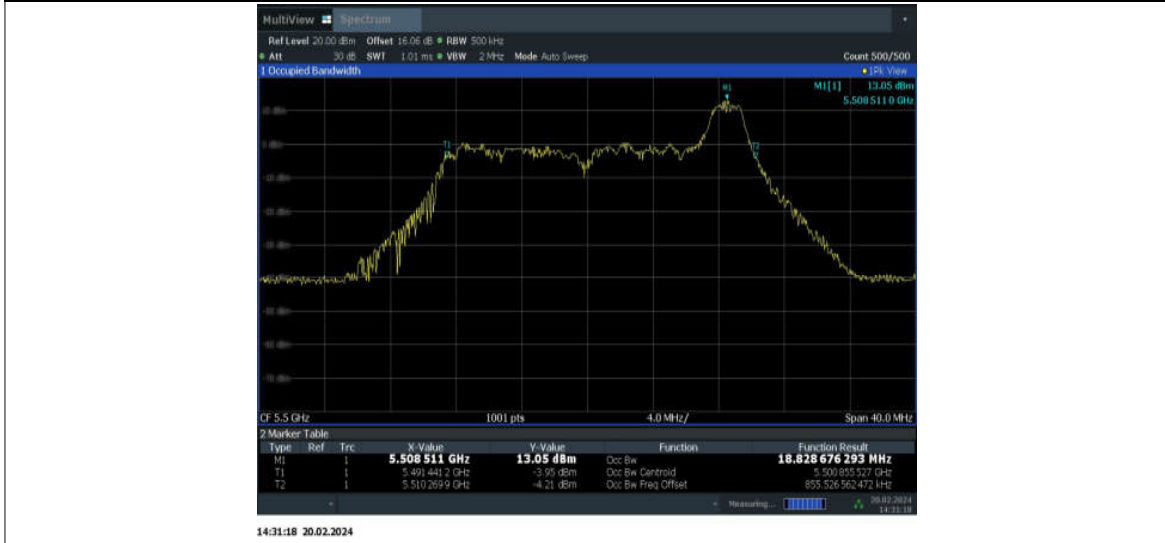 MultiView Spectrum
Ref Level 20.00 dBm Offset 16.06 dB RBW 500 kHz
Att 30 dB SWT 1.01 ms VBW 2 MHz Mode Auto Sweep Count 500/500
1 Occupied Bandwidth 1Pk View
M1[1] 13.05 dBm
5.508 511 0 GHz
M1
T1
T2
CF 5.5 GHz 1001 pts 4.0 MHz/ Span 40.0 MHz
2 Marker Table
Type Ref Trc X-Value Y-Value Function Function Result
M1 1 5.508 511 GHz 13.05 dBm Occ Bw 18.828 676 293 MHz
T1 1 5.491 441 2 GHz -3.95 dBm Occ Bw Centroid 5.500 855 527 GHz
T2 1 5.510 269 9 GHz -4.21 dBm Occ Bw Freq Offset 855.526 562 472 kHz
Measuring... 20.02.2024
14:31:18
14:31:18 20.02.2024